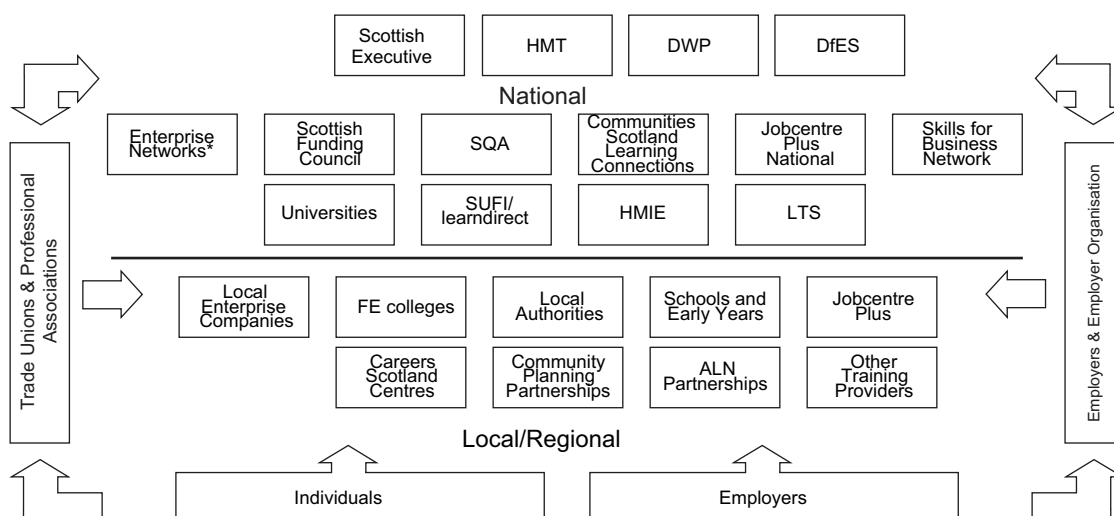 Scottish
Executive
HMT
DWP
DfES
National
Enterprise
Networks*
Scottish
Funding
Council
SQA
Communities
Scotland
Learning
Connections
Jobcentre
Plus
National
Skills for
Business
Network
Universities
SUFI/
learndirect
HMIE
LTS
Trade Unions & Professional
Associations
Employers & Employer Organisation
Local
Enterprise
Companies
FE colleges
Local
Authorities
Schools and
Early Years
Jobcentre
Plus
Careers
Scotland
Centres
Community
Planning
Partnerships
ALN
Partnerships
Other
Training
Providers
Local/Regional
Individuals
Employers